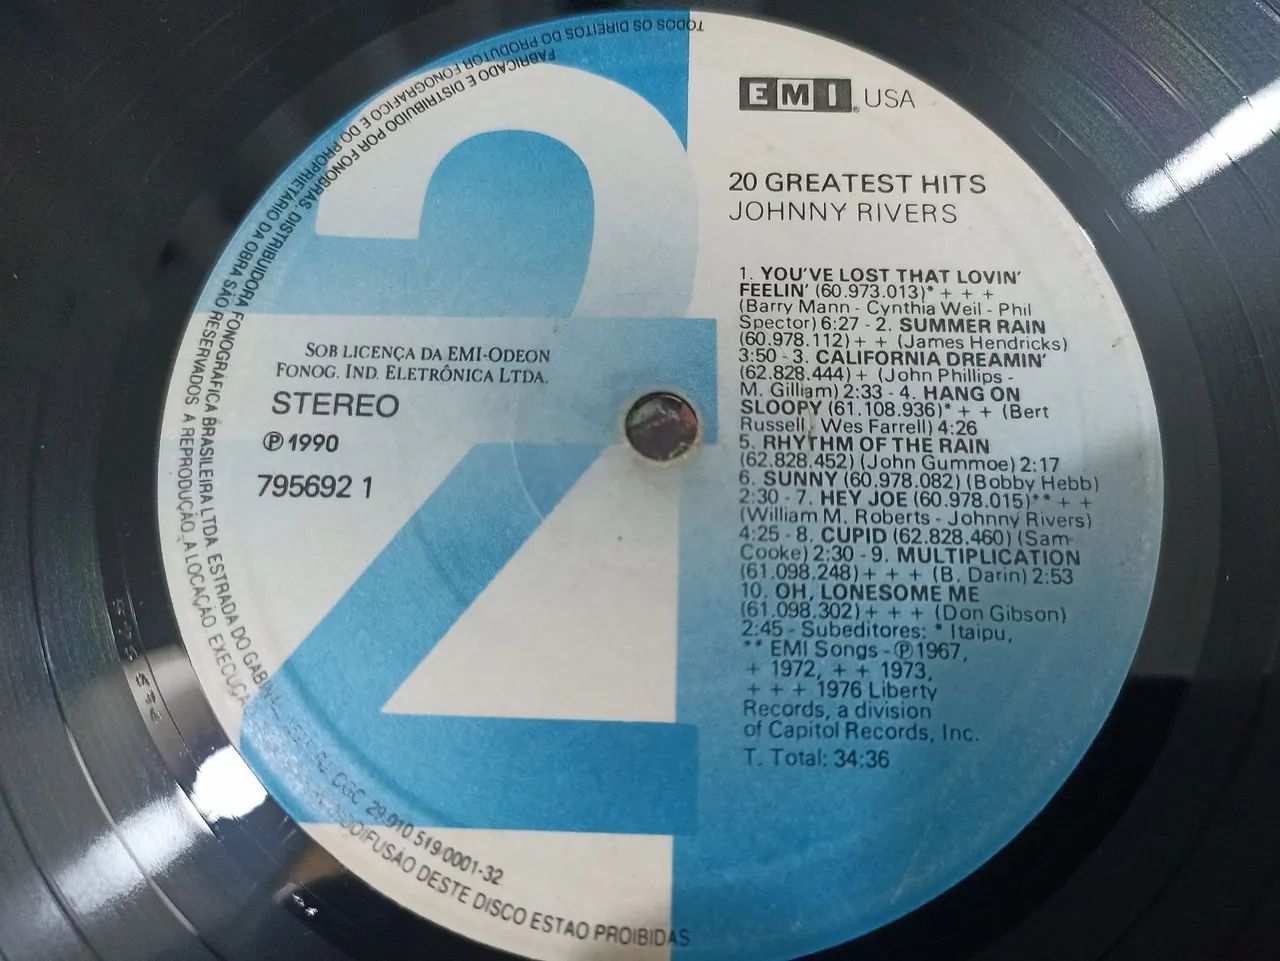 EMI® USA
20 GREATEST HITS
JOHNNY RIVERS
1. YOU'VE LOST THAT LOVIN'
FEELIN' (60.973.013)* + + +
(Barry Mann - Cynthia Weil - Phil
Spector) 6:27 - 2. SUMMER RAIN
(60.978.112) + + (James Hendricks)
3:50 - 3. CALIFORNIA DREAMIN'
(62.828.444) + (John Phillips -
M. Gilliam) 2:33 - 4. HANG ON
SLOOPY (61.108.936)* + + (Bert
Russell, Wes Farrell) 4:26
5. RHYTHM OF THE RAIN
(62.828.452) (John Gummoe) 2:17
6. SUNNY (60.978.082) (Bobby Hebb)
2:30 - 7. HEY JOE (60.978.015)** + +
(William M. Roberts - Johnny Rivers)
4:25 - 8. CUPID (62.828.460) (Sam
Cooke) 2:30 - 9. MULTIPLICATION
(61.098.248) + + + (B. Darin) 2:53
10. OH, LONESOME ME
(61.098.302) + + + (Don Gibson)
2:45 - Subeditores: * Itaipu,
** EMI Songs - ℗ 1967,
+ 1972, + + 1973,
+ + + 1976 Liberty
Records, a division
of Capitol Records, Inc.
T. Total: 34:36
SOB LICENÇA DA EMI-ODEON
FONOG. IND. ELETRÔNICA LTDA.
STEREO
℗ 1990
795692 1
2
FABRICADO E DISTRIBUIDO POR FONOBRAS, DISTRIBUIDORA FONOGRÁFICA BRASILEIRA LTDA. ESTRADA DO CGC 29.010.519.0001-32
TODOS OS DIREITOS DO PRODUTOR FONOGRÁFICO E DO PROPRIETARIO DA OBRA SÃO RESERVADOS. A REPRODUÇÃO, A LOCAÇÃO, EXECUÇÃ DESTE DISCO ESTÃO PROIBIDAS